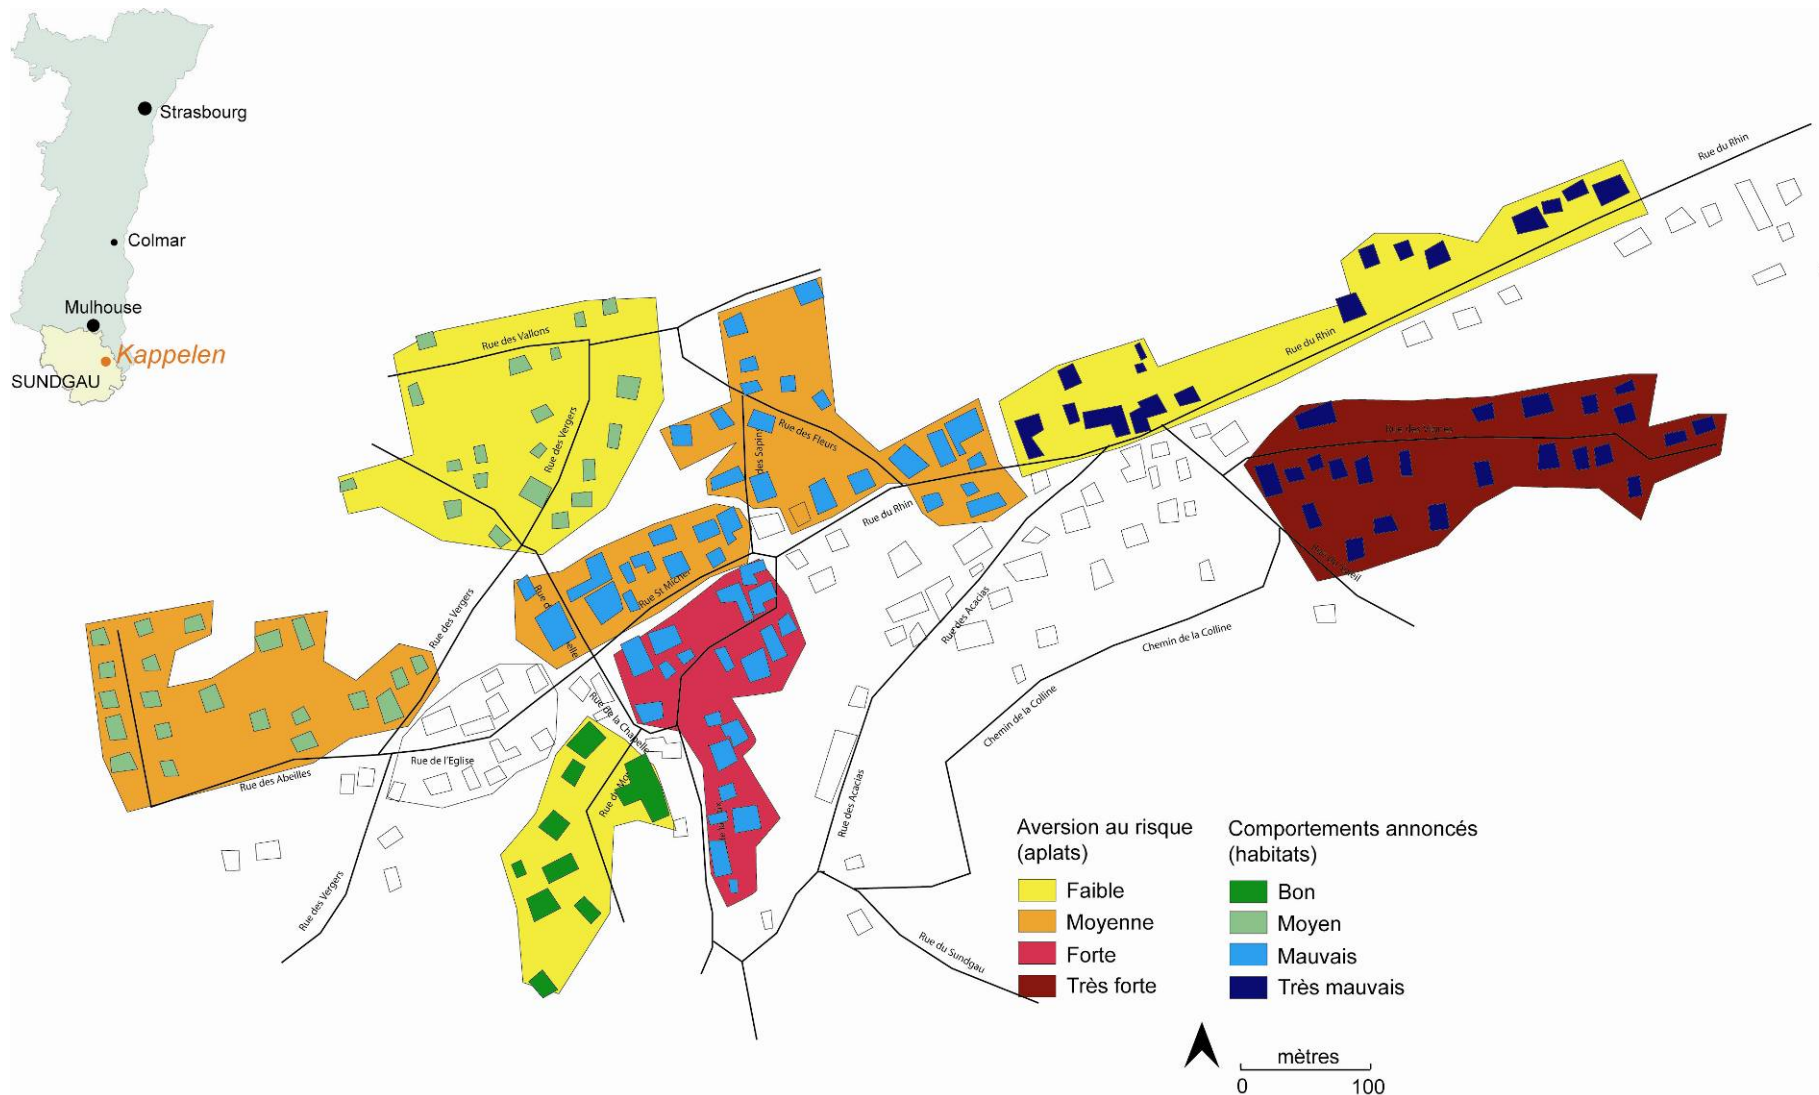 Strasbourg
Colmar
Mulhouse
Kappelen
SUNDGAU
Rue du Rhin
Rue des Vallons
Rue du Rhin
Rue des Vergers
Rue des Fleurs
des Sapin
Rue du Rhin
Rue St Michel
Rue des Vergers
Rue des Acacias
Chemin de la Colline
Rue de la Chapelle
Chemin de la Colline
Rue de l'Eglise
Rue des Abeilles
Rue des Acacias
Rue des Vergers
Rue du Sundgau
Aversion au risque
(aplats)
Faible
Moyenne
Forte
Très forte
Comportements annoncés
(habitats)
Bon
Moyen
Mauvais
Très mauvais
mètres
0 100